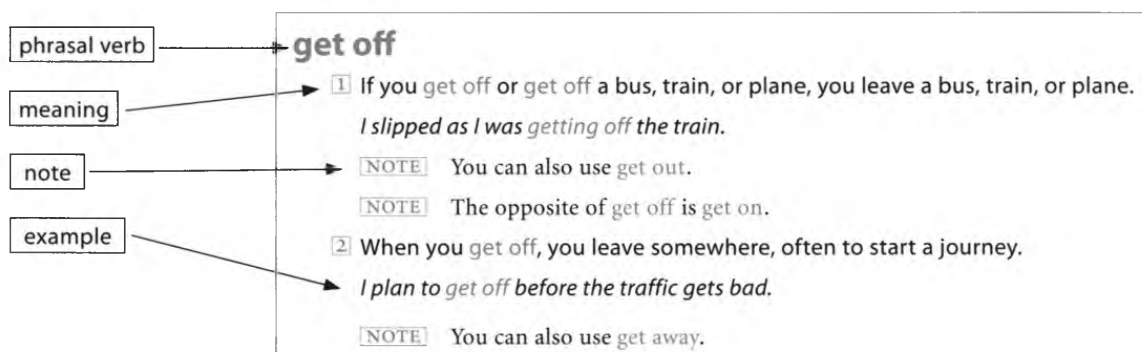 phrasal verb
get off
meaning
1 If you get off or get off a bus, train, or plane, you leave a bus, train, or plane.
I slipped as I was getting off the train.
note
NOTE You can also use get out.
NOTE The opposite of get off is get on.
example
2 When you get off, you leave somewhere, often to start a journey.
I plan to get off before the traffic gets bad.
NOTE You can also use get away.